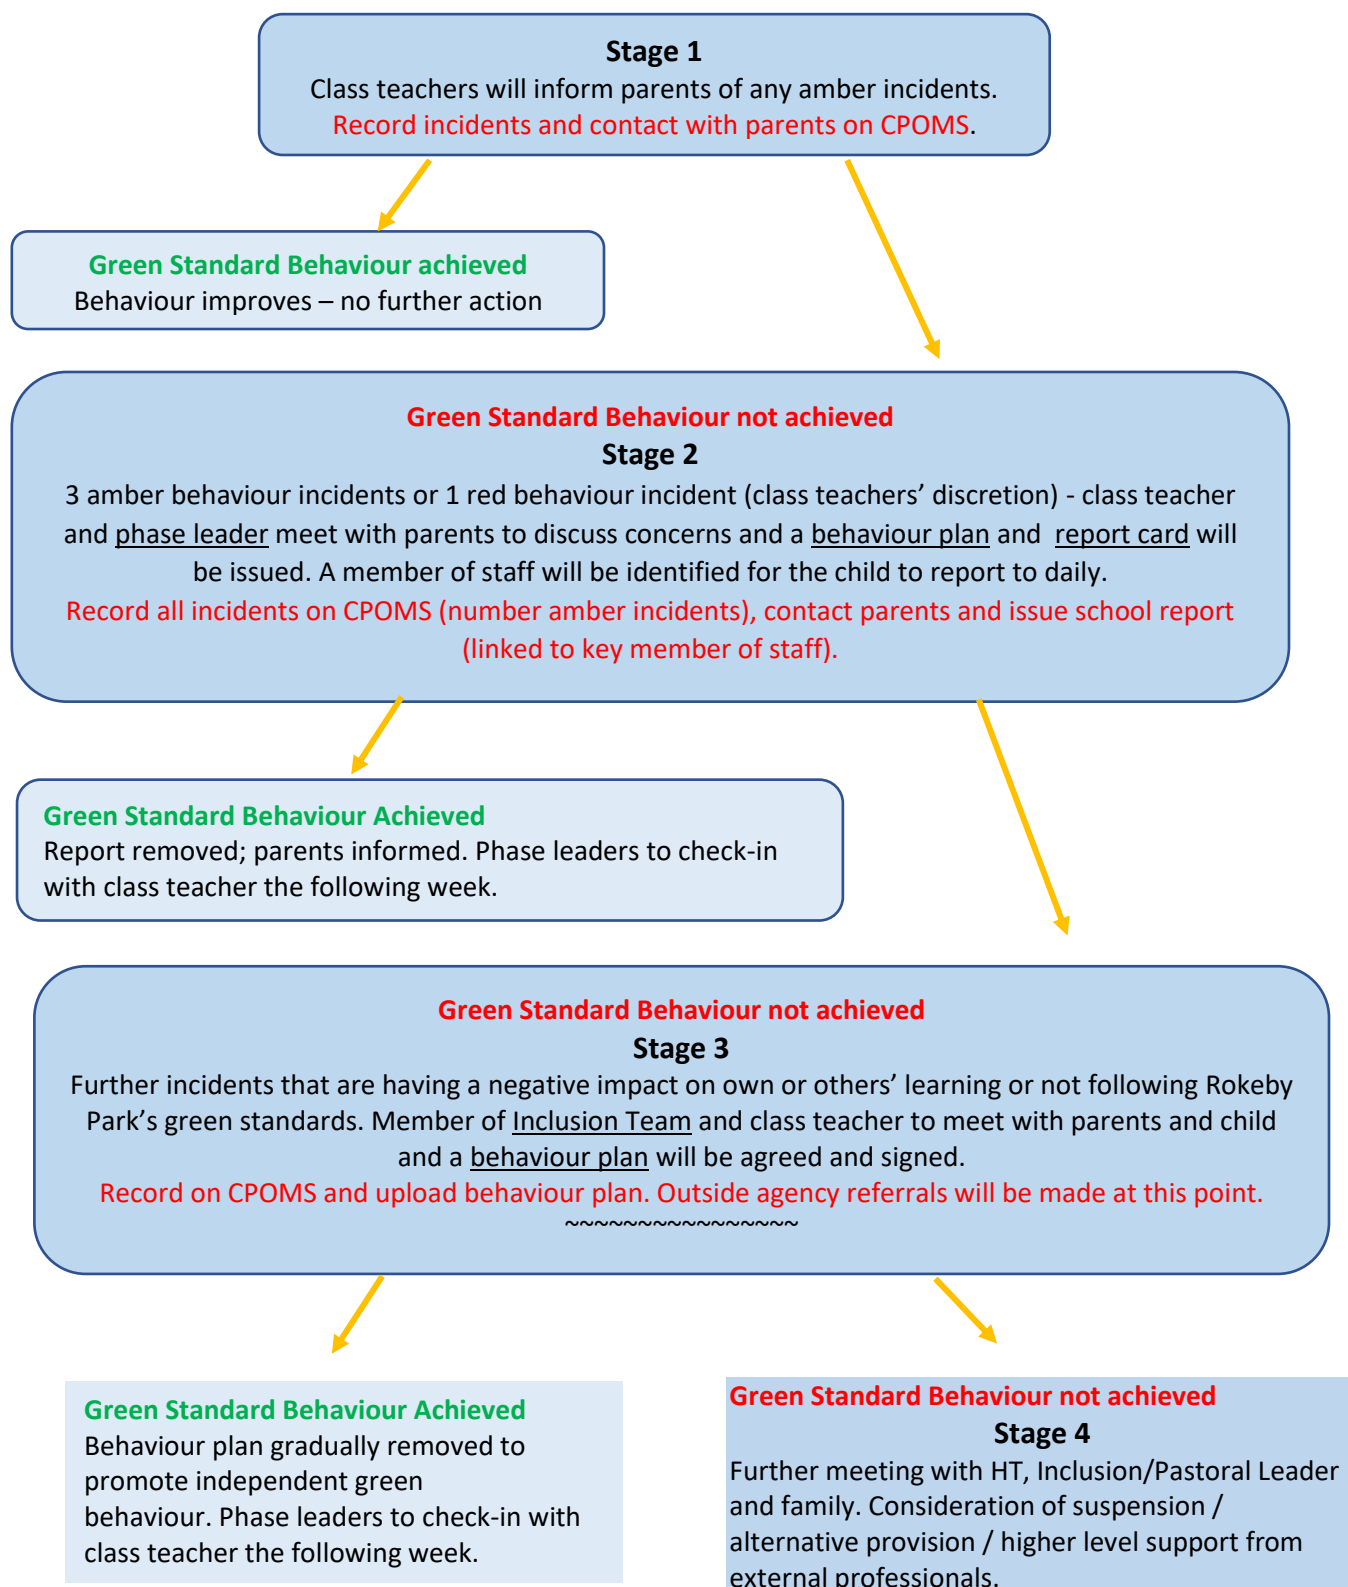 Stage 1
Class teachers will inform parents of any amber incidents.
Record incidents and contact with parents on CPOMS.
Green Standard Behaviour achieved
Behaviour improves – no further action
Green Standard Behaviour not achieved
Stage 2
3 amber behaviour incidents or 1 red behaviour incident (class teachers’ discretion) - class teacher
and phase leader meet with parents to discuss concerns and a behaviour plan and  report card will
be issued. A member of staff will be identified for the child to report to daily.
Record all incidents on CPOMS (number amber incidents), contact parents and issue school report
(linked to key member of staff).
Green Standard Behaviour Achieved
Report removed; parents informed. Phase leaders to check-in
with class teacher the following week.
Green Standard Behaviour not achieved
Stage 3
Further incidents that are having a negative impact on own or others’ learning or not following Rokeby
Park’s green standards. Member of Inclusion Team and class teacher to meet with parents and child
and a behaviour plan will be agreed and signed.
Record on CPOMS and upload behaviour plan. Outside agency referrals will be made at this point.
~~~~~~~~~~~~~~~~
Green Standard Behaviour Achieved
Behaviour plan gradually removed to
promote independent green
behaviour. Phase leaders to check-in with
class teacher the following week.
Green Standard Behaviour not achieved
Stage 4
Further meeting with HT, Inclusion/Pastoral Leader
and family. Consideration of suspension /
alternative provision / higher level support from
external professionals.